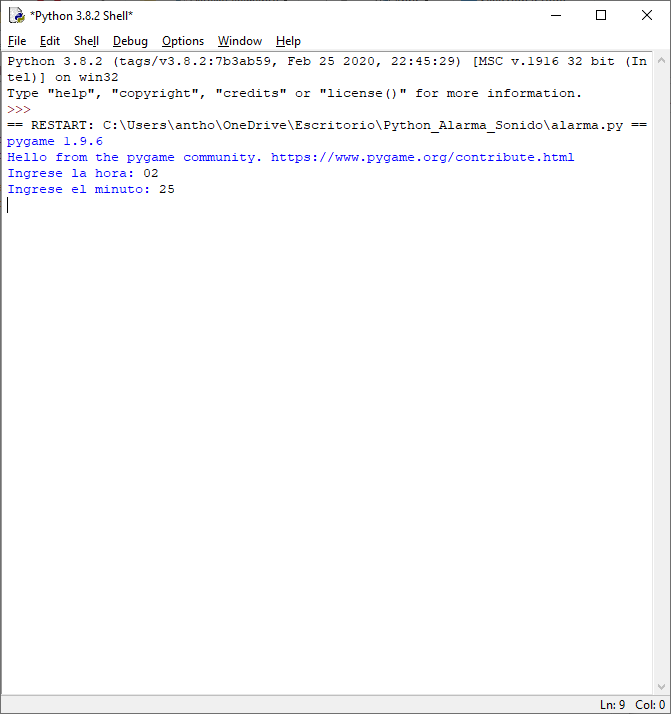 *Python 3.8.2 Shell*
File Edit Shell Debug Options Window Help
Python 3.8.2 (tags/v3.8.2:7b3ab59, Feb 25 2020, 22:45:29) [MSC v.1916 32 bit (In
tel)] on win32
Type "help", "copyright", "credits" or "license()" for more information.
>>>
== RESTART: C:\Users\antho\OneDrive\Escritorio\Python_Alarma_Sonido\alarma.py ==
pygame 1.9.6
Hello from the pygame community. https://www.pygame.org/contribute.html
Ingrese la hora: 02
Ingrese el minuto: 25
Ln: 9 Col: 0